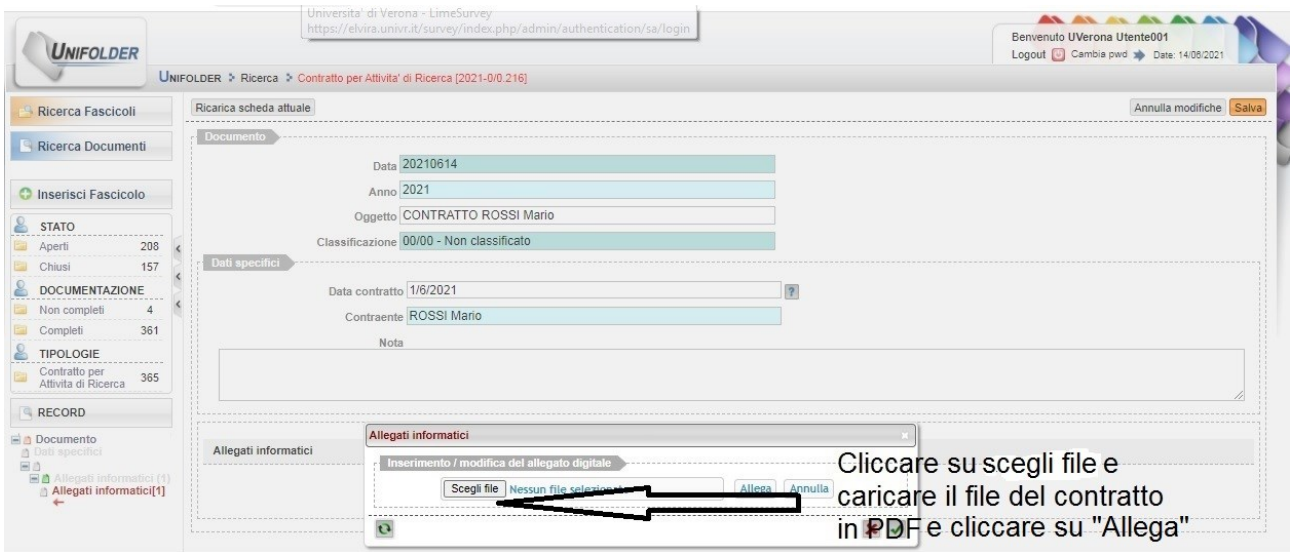 Universita' di Verona - LimeSurvey
https://elvira.univr.it/survey/index.php/admin/authentication/sa/login
UNIFOLDER
Benvenuto UVerona Utente001
Logout Cambia pwd Date: 14/06/2021
UNIFOLDER Ricerca Contratto per Attivita' di Ricerca [2021-0/0.216]
Ricerca Fascicoli
Ricerca Documenti
Inserisci Fascicolo
STATO
Aperti 208
Chiusi 157
DOCUMENTAZIONE
Non completi 4
Completi 361
TIPOLOGIE
Contratto per
Attivita di Ricerca 365
RECORD
Documento
Dati specifici
Allegati informatici [1]
Allegati informatici[1]
Ricarica scheda attuale
Annulla modifiche Salva
Documento
Data 20210614
Anno 2021
Oggetto CONTRATTO ROSSI Mario
Classificazione 00/00 - Non classificato
Dati specifici
Data contratto 1/6/2021 ?
Contraente ROSSI Mario
Nota
Allegati informatici
Allegati informatici
Inserimento / modifica del allegato digitale
Scegli file Nessun file selezionato Allega Annulla
Cliccare su scegli file e
caricare il file del contratto
in PDF e cliccare su "Allega"